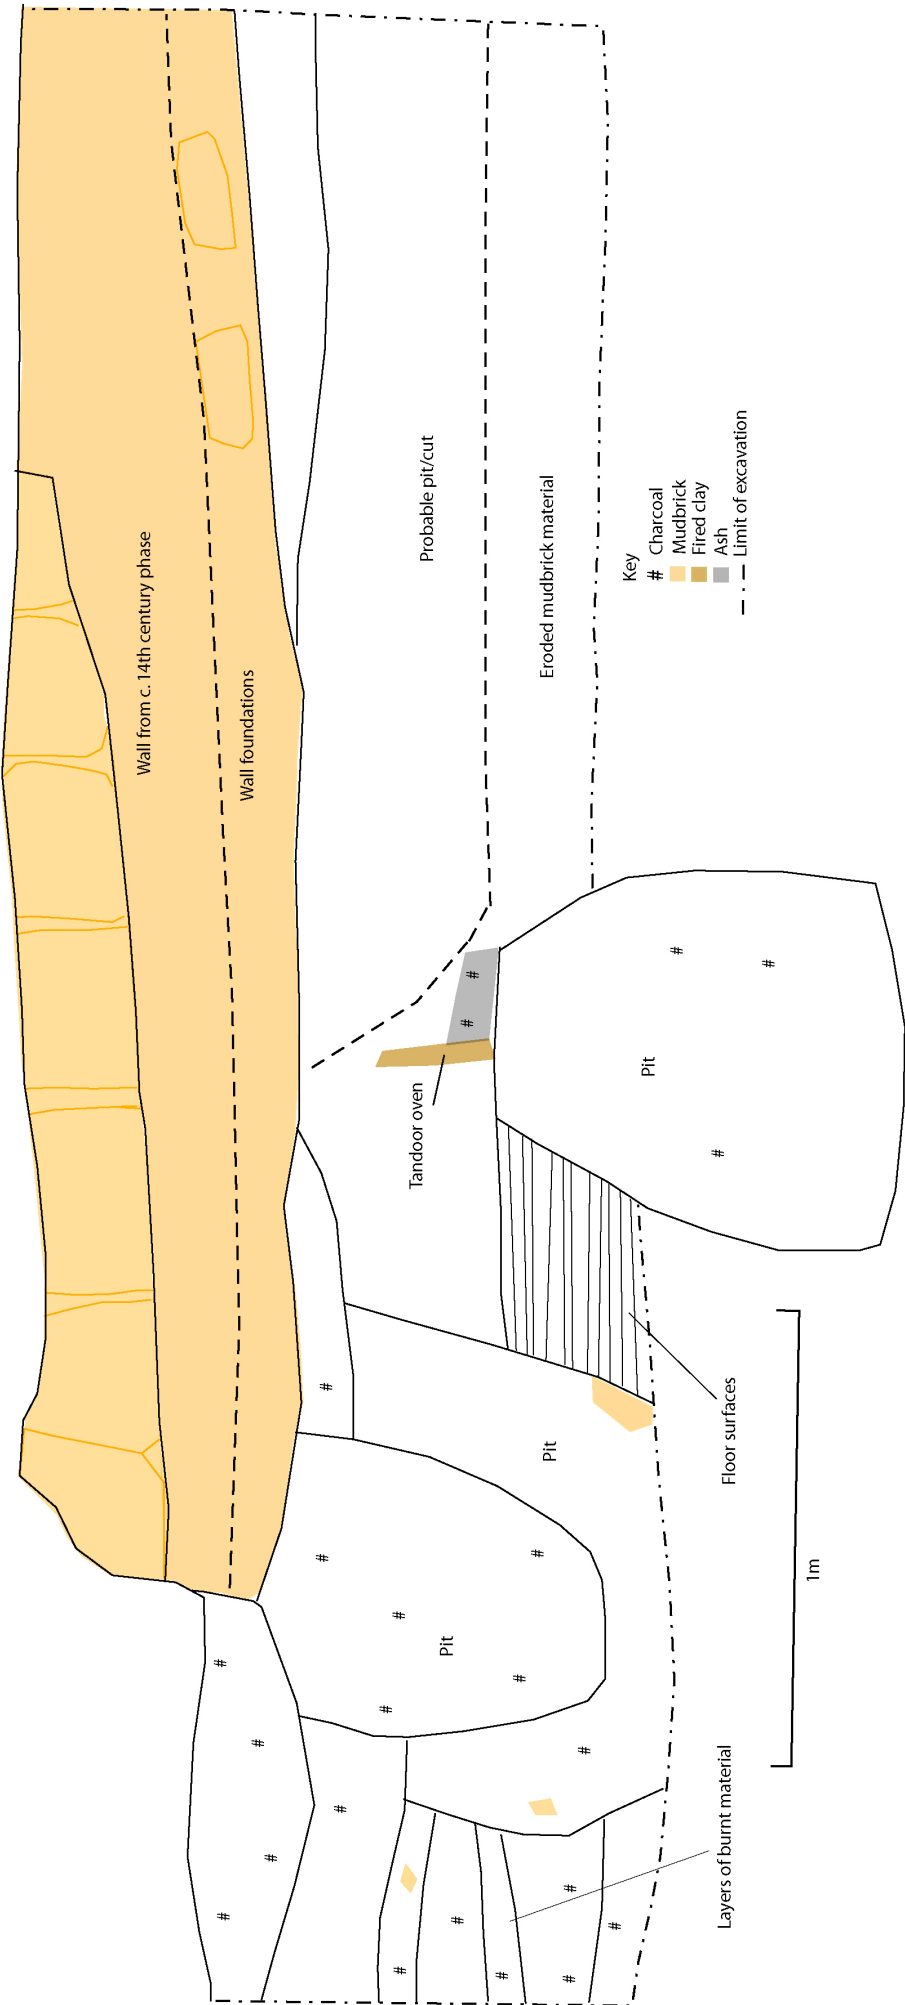 Wall from c. 14th century phase
Wall foundations
Probable pit/cut
Eroded mudbrick material
Tandoor oven
Pit
Pit
Pit
Floor surfaces
Layers of burnt material
1m
Key
# Charcoal
Mudbrick
Fired clay
Ash
Limit of excavation